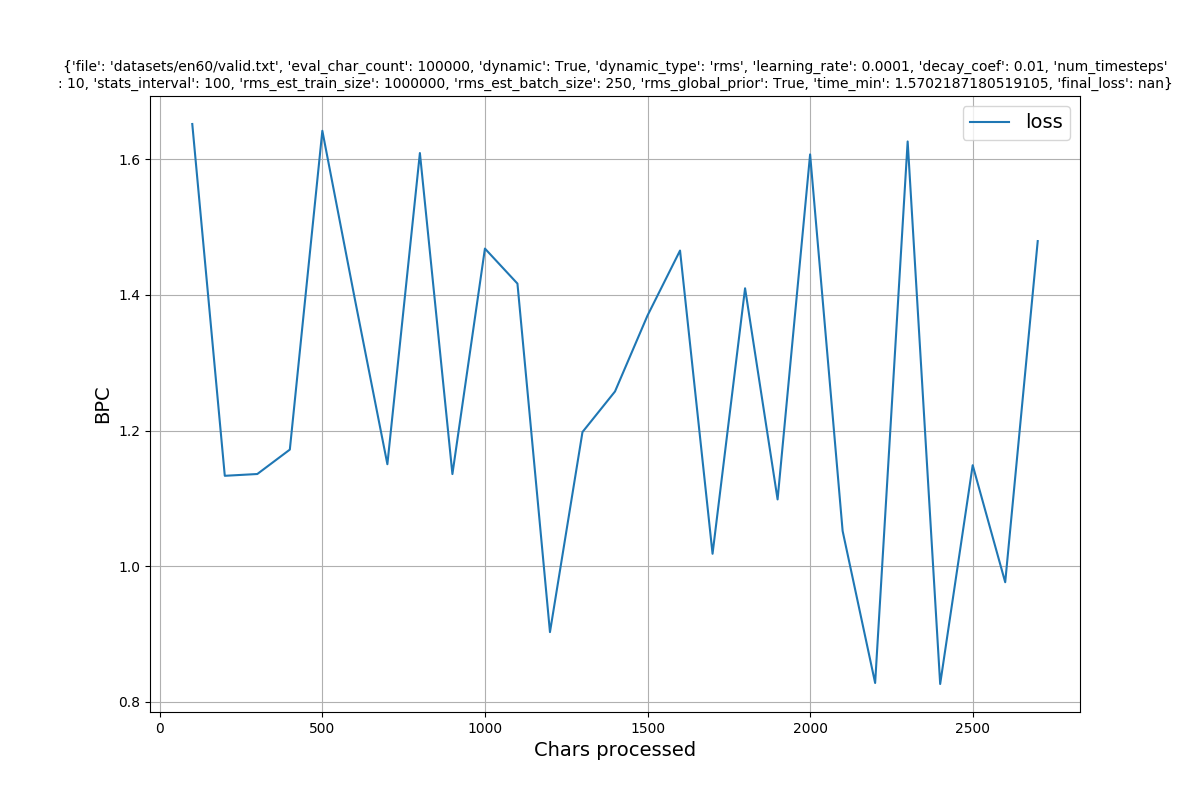 {'file': 'datasets/en60/valid.txt', 'eval_char_count': 100000, 'dynamic': True, 'dynamic_type': 'rms', 'learning_rate': 0.0001, 'decay_coef': 0.01, 'num_timesteps'
: 10, 'stats_interval': 100, 'rms_est_train_size': 1000000, 'rms_est_batch_size': 250, 'rms_global_prior': True, 'time_min': 1.5702187180519105, 'final_loss': nan}
loss
1.6
1.4
1.2
1.0
0.8
BPC
0
500
1000
1500
2000
2500
Chars processed